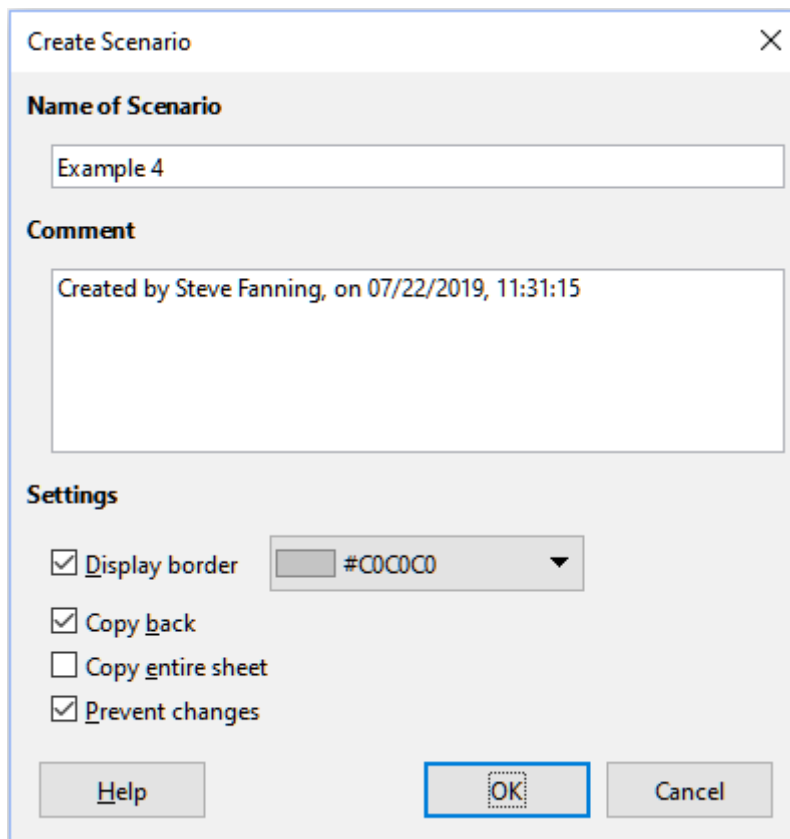 Create Scenario
Name of Scenario
Example 4
Comment
Created by Steve Fanning, on 07/22/2019, 11:31:15
Settings
Display border #C0C0C0
Copy back
Copy entire sheet
Prevent changes
Help OK Cancel